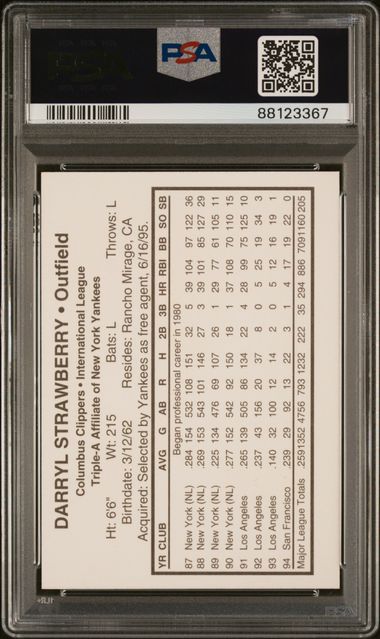 PSA
88123367
DARRYL STRAWBERRY • Outfield
Columbus Clippers • International League
Triple-A Affiliate of New York Yankees
Ht: 6'6" Wt: 215 Bats: L Throws: L
Birthdate: 3/12/62 Resides: Rancho Mirage, CA
Acquired: Selected by Yankees as free agent, 6/16/95.
YR CLUB AVG G AB R H 2B 3B HR RBI BB SO SB
Began professional career in 1980
87 New York (NL) .284 154 532 108 151 32 5 39 104 97 122 36
88 New York (NL) .269 153 543 101 146 27 3 39 101 85 127 29
89 New York (NL) .225 134 476 69 107 26 1 29 77 61 105 11
90 New York (NL) .277 152 542 92 150 18 1 37 108 70 110 15
91 Los Angeles .265 139 505 86 134 22 4 28 99 75 125 10
92 Los Angeles .237 43 156 20 37 8 0 5 25 19 34 3
93 Los Angeles .140 32 100 12 14 2 0 5 12 16 19 1
94 San Francisco .239 29 92 13 22 3 1 4 17 19 22 0
Major League Totals .259 1352 4756 793 1232 222 35 294 886 709 1160 205